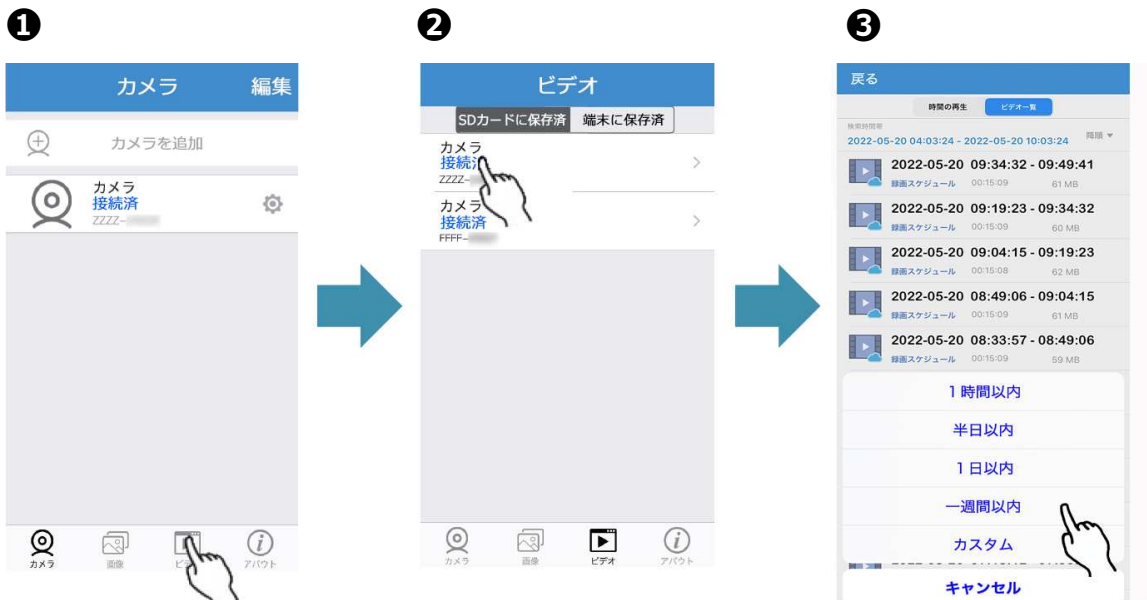 ❶
カメラ 編集
カメラを追加
カメラ
接続済
ZZZZ-
カメラ 画像 アバウト
❷
ビデオ
SDカードに保存済 端末に保存済
カメラ
接続済
ZZZZ-
カメラ
接続済
FFFF-
カメラ 画像 ビデオ アバウト
❸
戻る
時間の再生 ビデオ一覧
検索時間帯
2022-05-20 04:03:24 - 2022-05-20 10:03:24 降順 ▼
2022-05-20 09:34:32 - 09:49:41
録画スケジュール 00:15:09 61 MB
2022-05-20 09:19:23 - 09:34:32
録画スケジュール 00:15:09 60 MB
2022-05-20 09:04:15 - 09:19:23
録画スケジュール 00:15:08 62 MB
2022-05-20 08:49:06 - 09:04:15
録画スケジュール 00:15:09 61 MB
2022-05-20 08:33:57 - 08:49:06
録画スケジュール 00:15:09 59 MB
1時間以内
半日以内
1日以内
一週間以内
カスタム
キャンセル